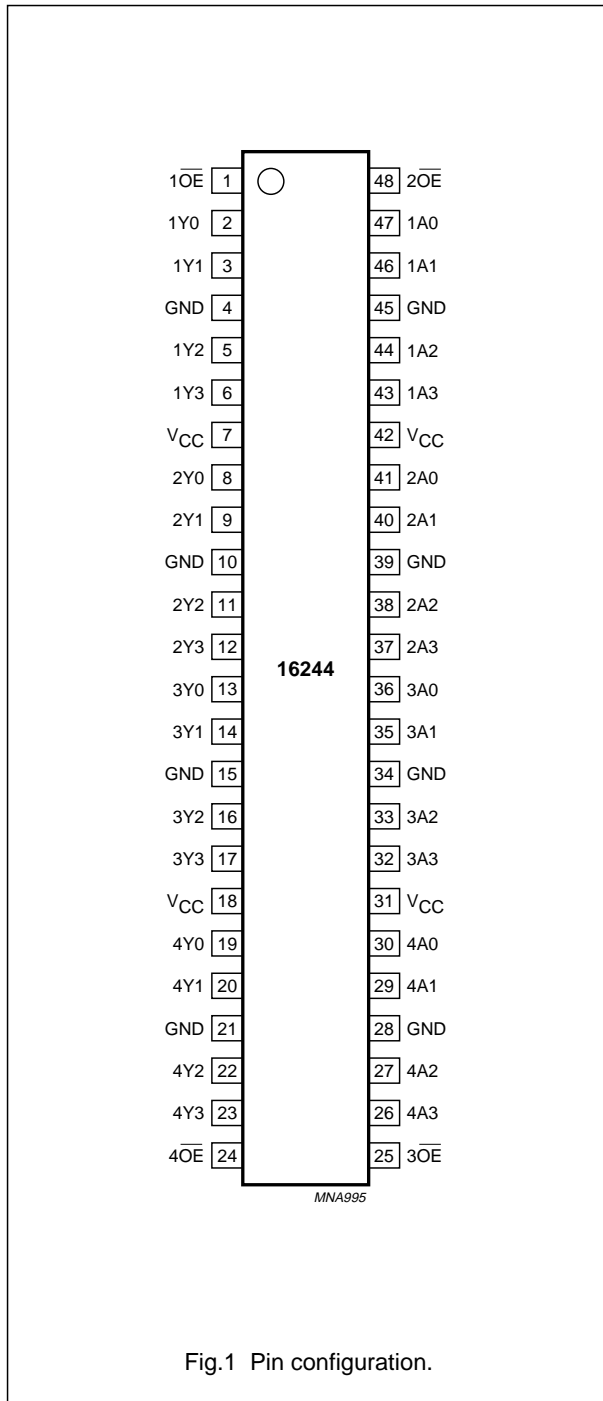 1O̅E̅ 1 48 2O̅E̅
1Y0 2 47 1A0
1Y1 3 46 1A1
GND 4 45 GND
1Y2 5 44 1A2
1Y3 6 43 1A3
VCC 7 42 VCC
2Y0 8 41 2A0
2Y1 9 40 2A1
GND 10 39 GND
2Y2 11 38 2A2
2Y3 12 37 2A3
16244
3Y0 13 36 3A0
3Y1 14 35 3A1
GND 15 34 GND
3Y2 16 33 3A2
3Y3 17 32 3A3
VCC 18 31 VCC
4Y0 19 30 4A0
4Y1 20 29 4A1
GND 21 28 GND
4Y2 22 27 4A2
4Y3 23 26 4A3
4O̅E̅ 24 25 3O̅E̅
MNA995
Fig.1 Pin configuration.